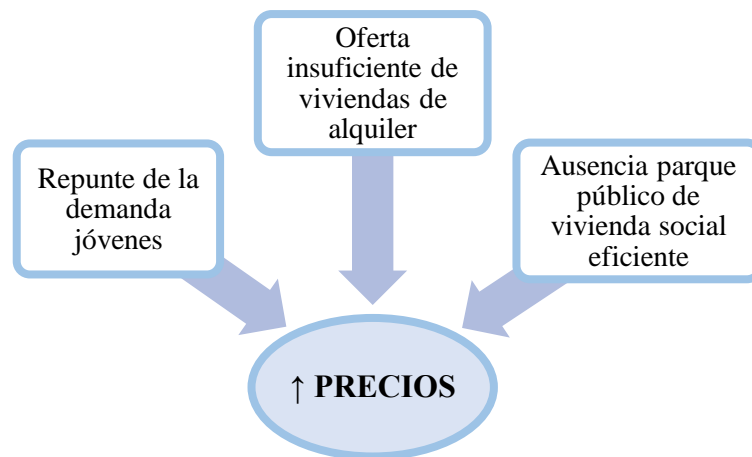 Oferta
insuficiente de
viviendas de
alquiler
Repunte de la
demanda
jóvenes
Ausencia parque
público de
vivienda social
eficiente
↑ PRECIOS